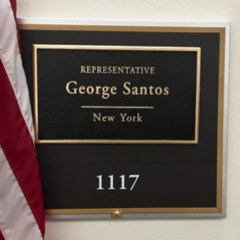 REPRESENTATIVE
George Santos
New York
1117